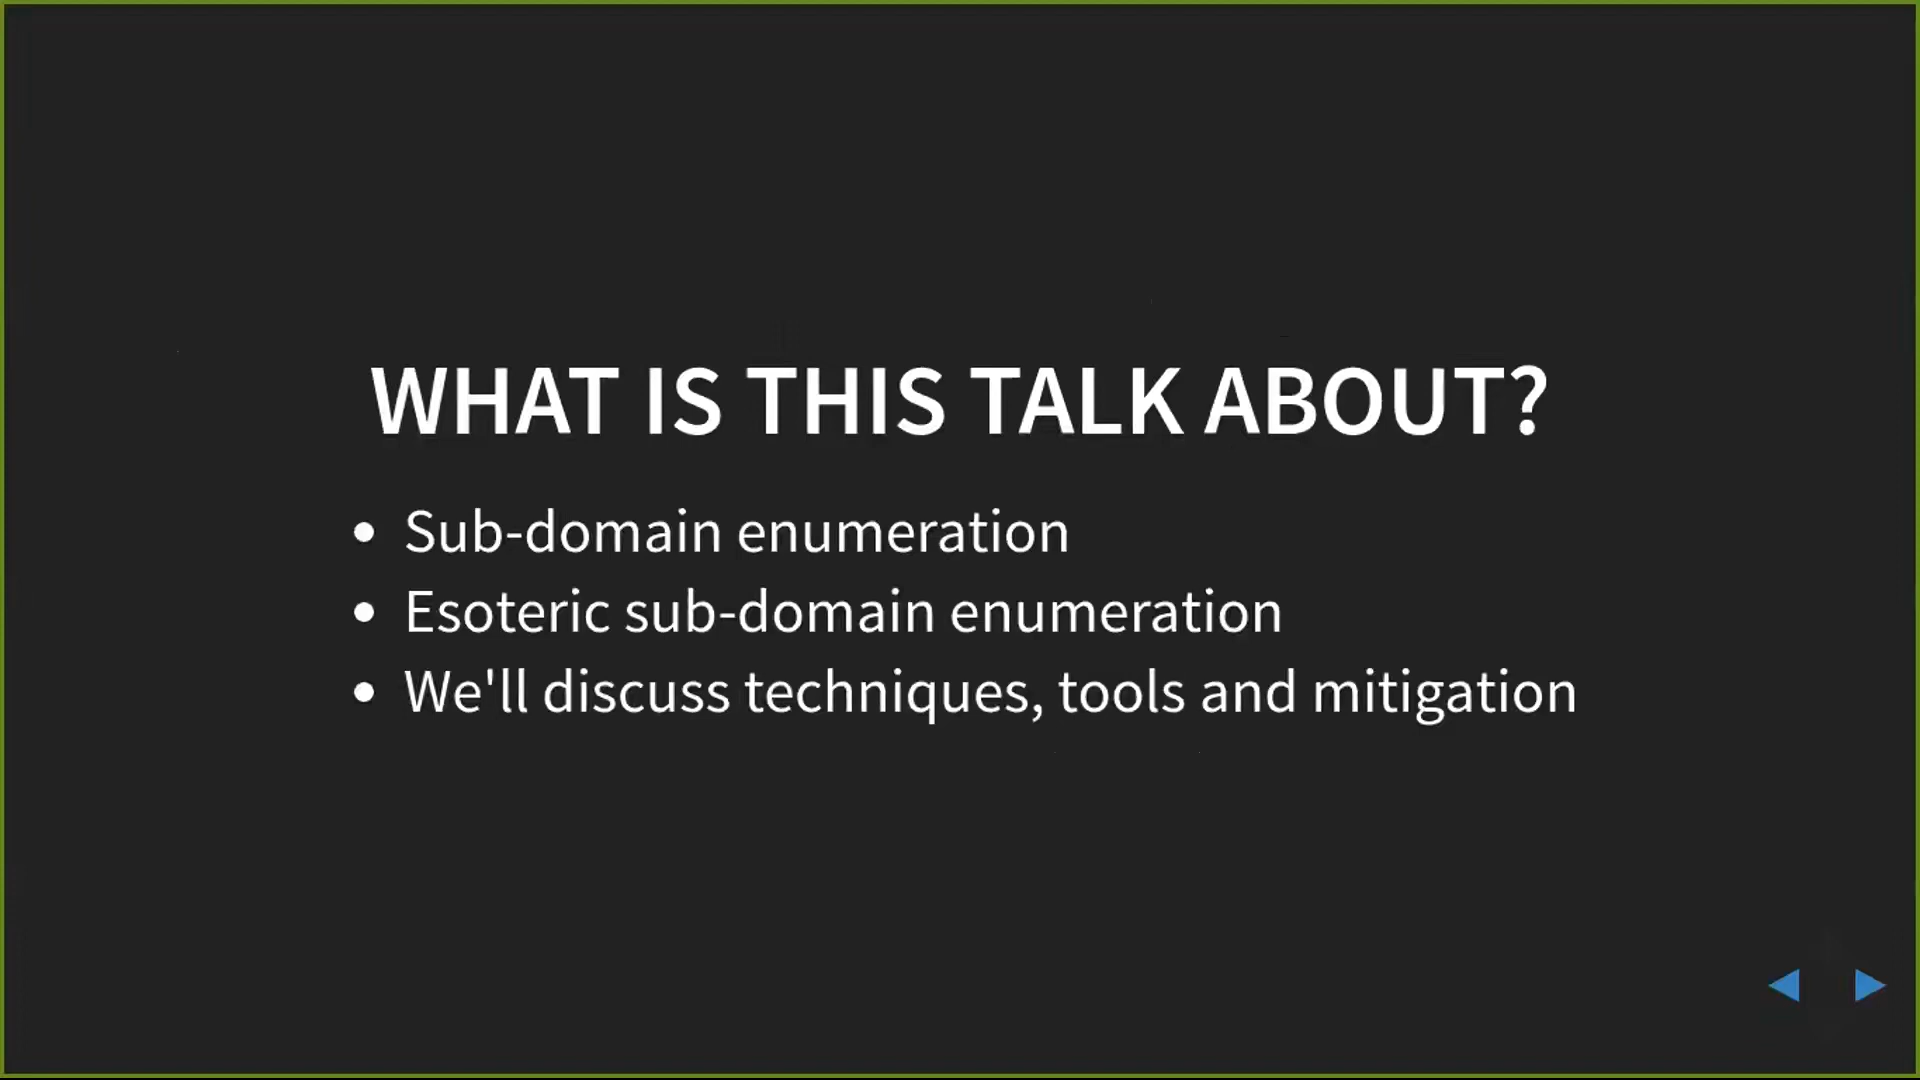 WHAT IS THIS TALK ABOUT?
Sub-domain enumeration
Esoteric sub-domain enumeration
We'll discuss techniques, tools and mitigation